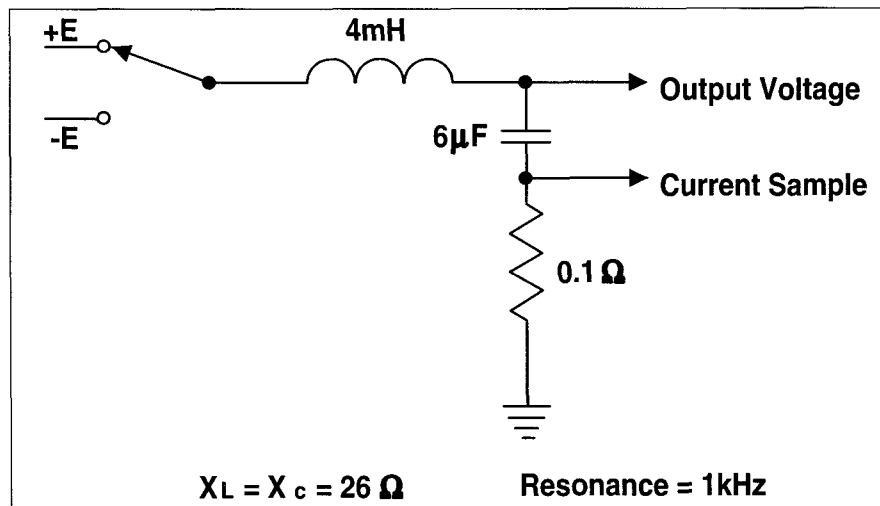 +E
4mH
Output Voltage
-E
6μF
Current Sample
0.1 Ω
XL = Xc = 26 Ω
Resonance = 1kHz